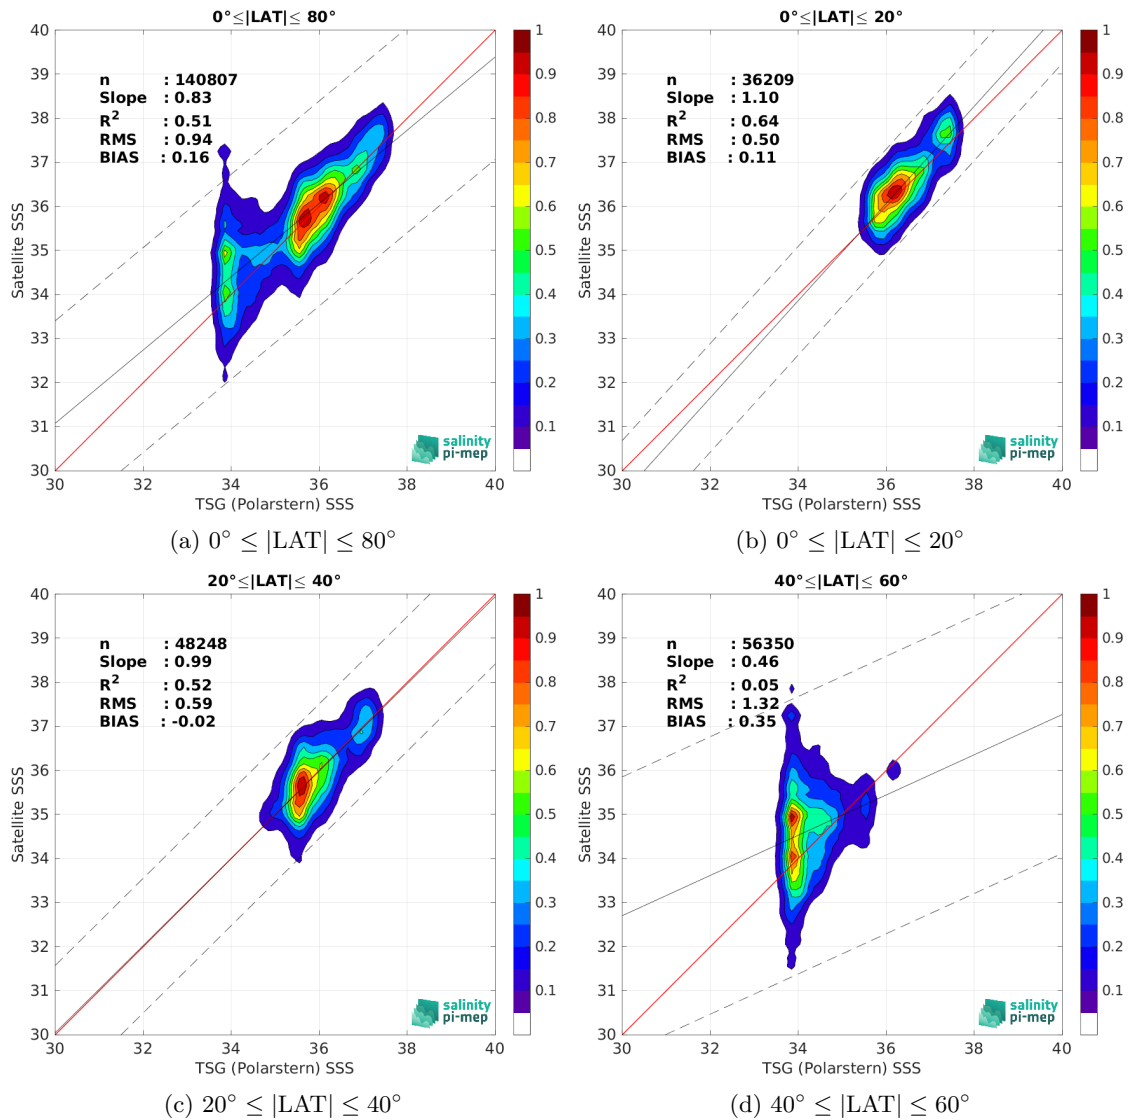 0°≤|LAT|≤ 80°
n : 140807
Slope : 0.83
R² : 0.51
RMS : 0.94
BIAS : 0.16
40
39
38
37
36
35
34
33
32
31
30
30 32 34 36 38 40
Satellite SSS
TSG (Polarstern) SSS
1
0.9
0.8
0.7
0.6
0.5
0.4
0.3
0.2
0.1
salinity
pi-mep
(a) 0° ≤ |LAT| ≤ 80°
0°≤|LAT|≤ 20°
n : 36209
Slope : 1.10
R² : 0.64
RMS : 0.50
BIAS : 0.11
40
39
38
37
36
35
34
33
32
31
30
30 32 34 36 38 40
Satellite SSS
TSG (Polarstern) SSS
1
0.9
0.8
0.7
0.6
0.5
0.4
0.3
0.2
0.1
salinity
pi-mep
(b) 0° ≤ |LAT| ≤ 20°
20°≤|LAT|≤ 40°
n : 48248
Slope : 0.99
R² : 0.52
RMS : 0.59
BIAS : -0.02
40
39
38
37
36
35
34
33
32
31
30
30 32 34 36 38 40
Satellite SSS
TSG (Polarstern) SSS
1
0.9
0.8
0.7
0.6
0.5
0.4
0.3
0.2
0.1
salinity
pi-mep
(c) 20° ≤ |LAT| ≤ 40°
40°≤|LAT|≤ 60°
n : 56350
Slope : 0.46
R² : 0.05
RMS : 1.32
BIAS : 0.35
40
39
38
37
36
35
34
33
32
31
30
30 32 34 36 38 40
Satellite SSS
TSG (Polarstern) SSS
1
0.9
0.8
0.7
0.6
0.5
0.4
0.3
0.2
0.1
salinity
pi-mep
(d) 40° ≤ |LAT| ≤ 60°